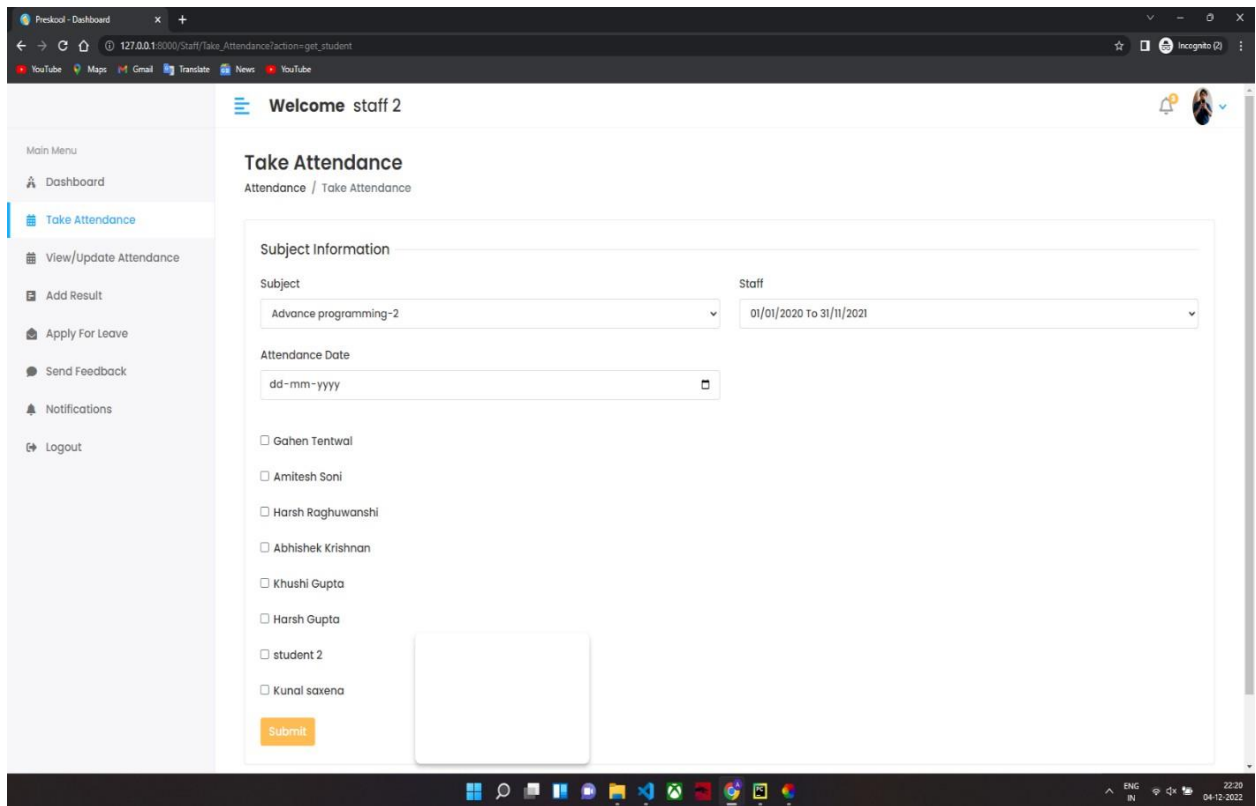 Preskool - Dashboard
127.0.0.1:8000/Staff/Take_Attendance?action=get_student
Incognito (2)
YouTube Maps Gmail Translate News YouTube
Welcome staff 2
Main Menu
Dashboard
Take Attendance
View/Update Attendance
Add Result
Apply For Leave
Send Feedback
Notifications
Logout
Take Attendance
Attendance / Take Attendance
Subject Information
Subject Staff
Advance programming-2 01/01/2020 To 31/11/2021
Attendance Date
dd-mm-yyyy
Gahen Tentwal
Amitesh Soni
Harsh Raghuwanshi
Abhishek Krishnan
Khushi Gupta
Harsh Gupta
student 2
Kunal saxena
Submit
ENG
IN
22:20
04-12-2022